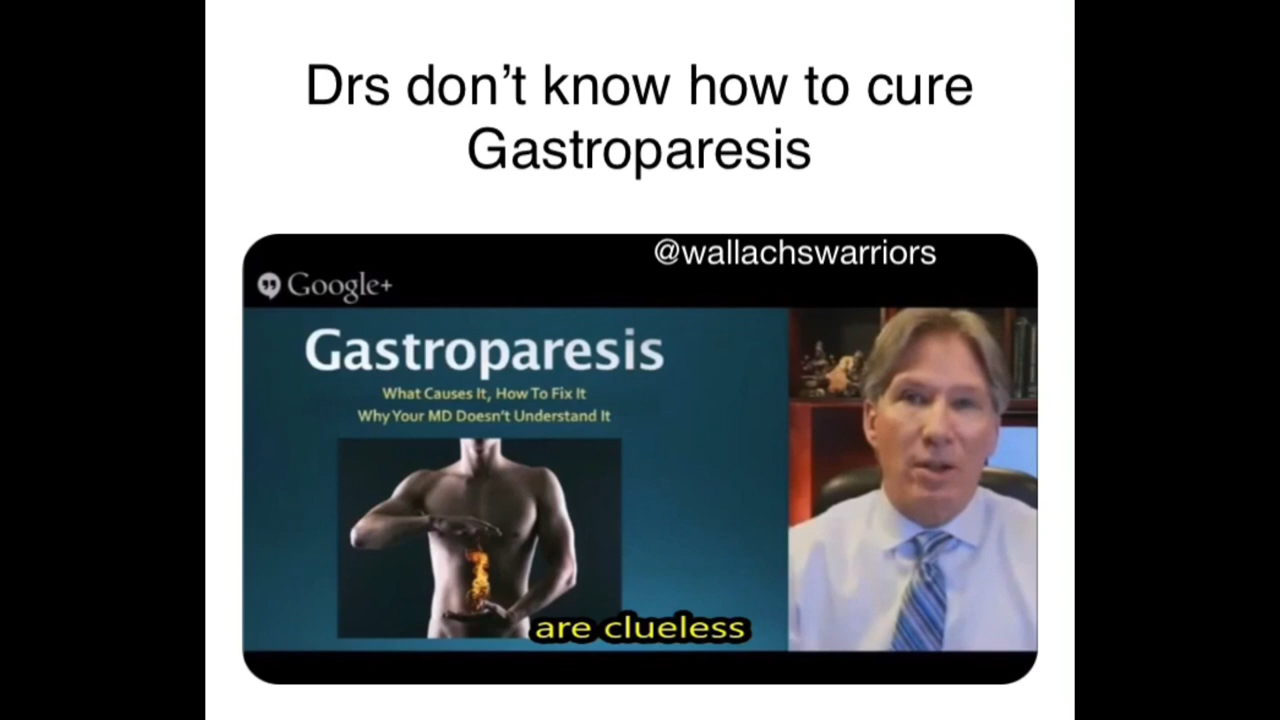 Drs don’t know how to cure
Gastroparesis
@wallachswarriors
Google+
Gastroparesis
What Causes It, How To Fix It
Why Your MD Doesn't Understand It
are clueless